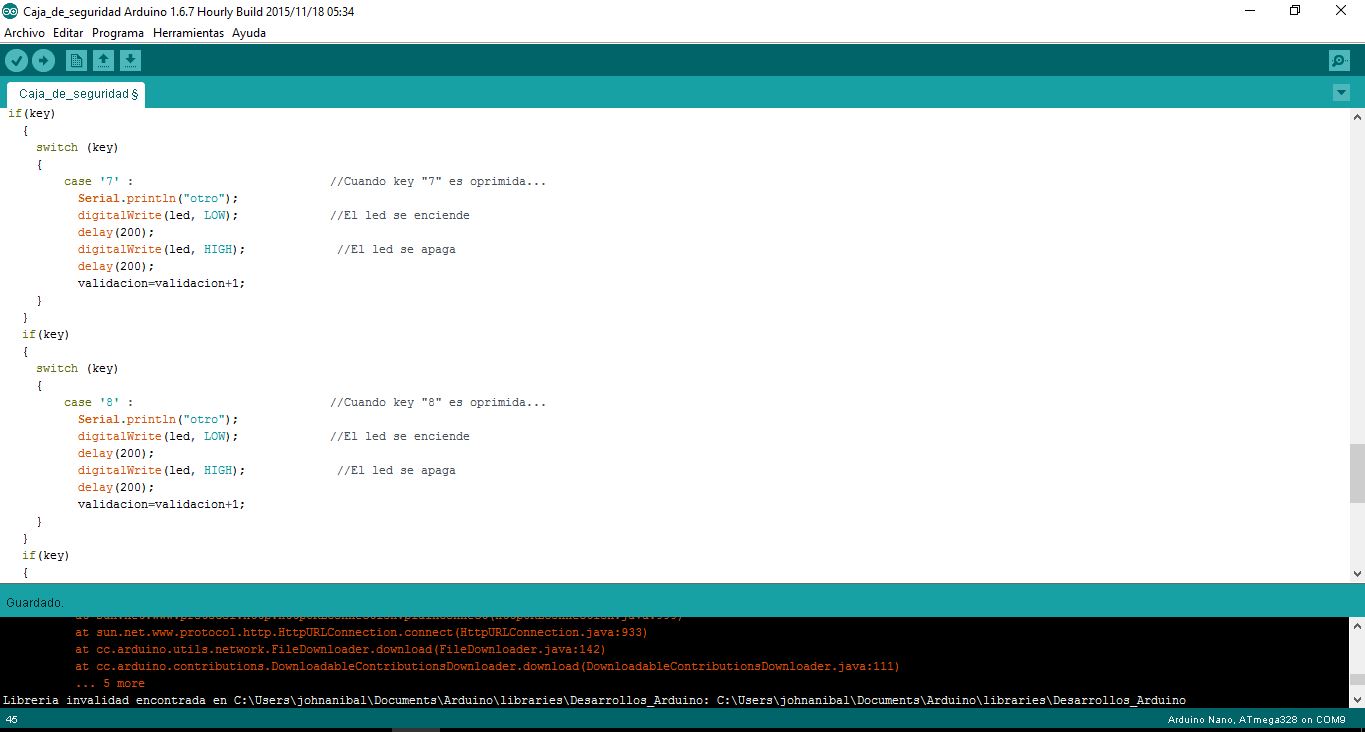 Caja_de_seguridad Arduino 1.6.7 Hourly Build 2015/11/18 05:34
Archivo Editar Programa Herramientas Ayuda
Caja_de_seguridad §
if(key)
{
switch (key)
{
case '7' : //Cuando key "7" es oprimida...
Serial.println("otro");
digitalWrite(led, LOW); //El led se enciende
delay(200);
digitalWrite(led, HIGH); //El led se apaga
delay(200);
validacion=validacion+1;
}
}
if(key)
{
switch (key)
{
case '8' : //Cuando key "8" es oprimida...
Serial.println("otro");
digitalWrite(led, LOW); //El led se enciende
delay(200);
digitalWrite(led, HIGH); //El led se apaga
delay(200);
validacion=validacion+1;
}
}
if(key)
{
Guardado.
at sun.net.www.protocol.http.HttpURLConnection.connect(HttpURLConnection.java:933)
at cc.arduino.utils.network.FileDownloader.download(FileDownloader.java:142)
at cc.arduino.contributions.DownloadableContributionsDownloader.download(DownloadableContributionsDownloader.java:111)
... 5 more
Libreria invalidad encontrada en C:\Users\johnanibal\Documents\Arduino\libraries\Desarrollos_Arduino: C:\Users\johnanibal\Documents\Arduino\libraries\Desarrollos_Arduino
45
Arduino Nano, ATmega328 on COM9